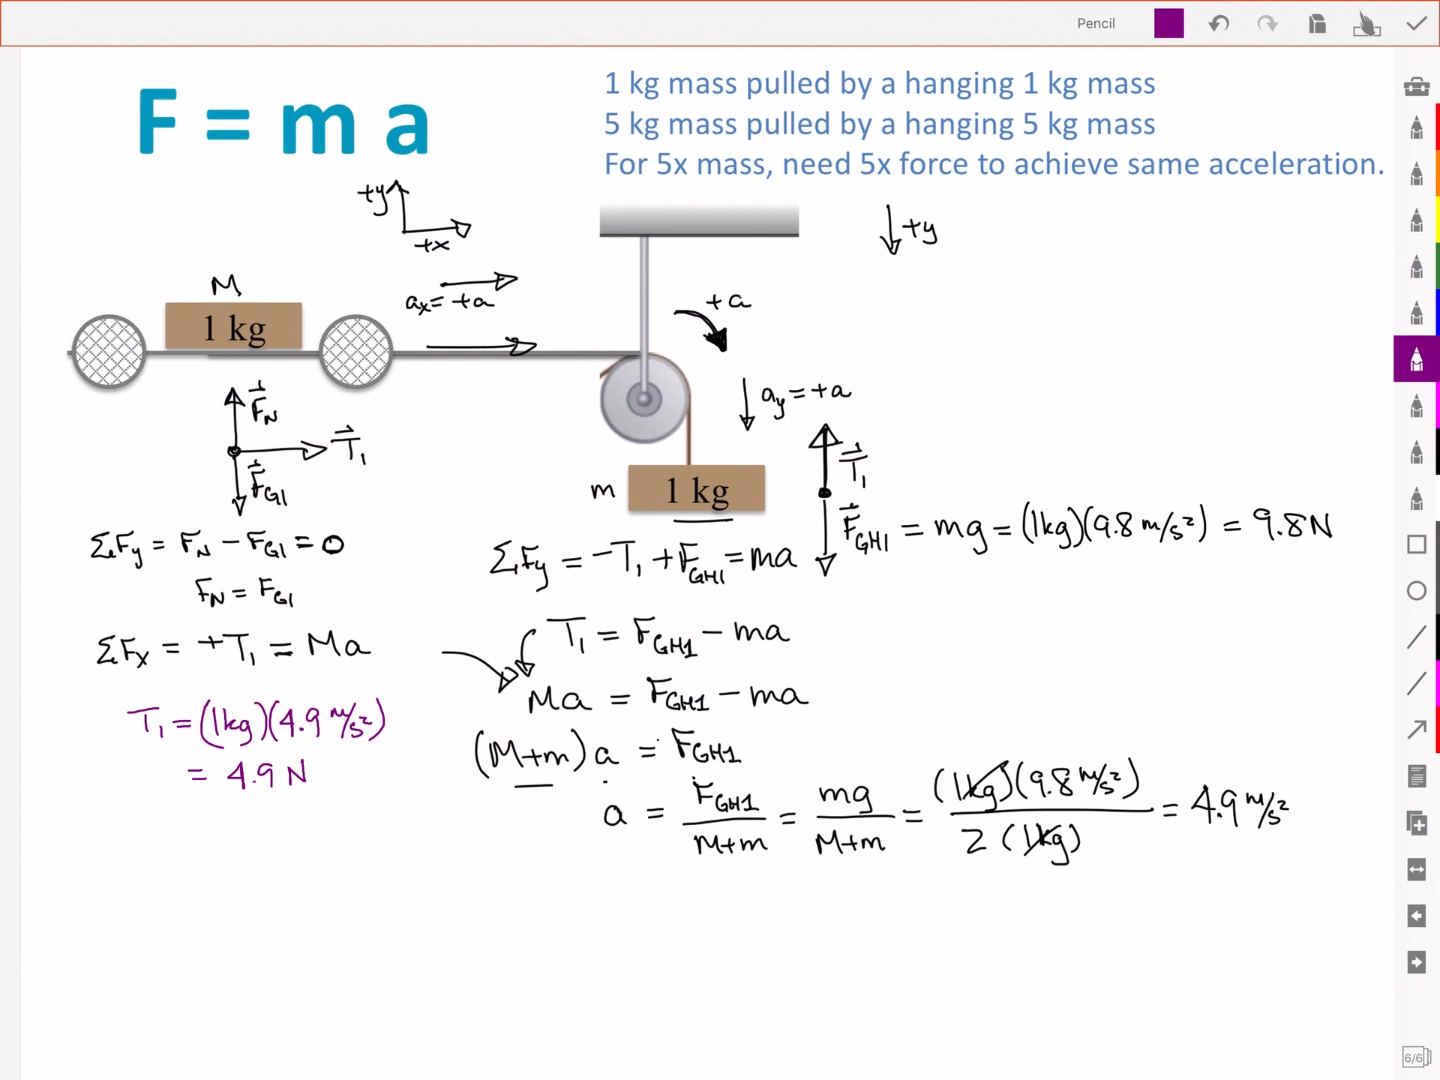 Pencil
F = m a
1 kg mass pulled by a hanging 1 kg mass
5 kg mass pulled by a hanging 5 kg mass
For 5x mass, need 5x force to achieve same acceleration.
+y
+x
+y
M
1 kg
ax = +a
+a
ay = +a
F⃗N
T⃗1
F⃗G1
m
1 kg
T⃗1
F⃗GH1 = mg = (1kg)(9.8 m/s²) = 9.8 N
ΣFy = FN − FG1 = 0
FN = FG1
ΣFx = +T1 = Ma
T1 = (1kg)(4.9 m/s²)
= 4.9 N
ΣFy = −T1 + FGH1 = ma
T1 = FGH1 − ma
Ma = FGH1 − ma
(M+m) a = FGH1
a = FGH1/M+m = mg/M+m = (1kg)(9.8 m/s²)/2 (1kg) = 4.9 m/s²
6/6